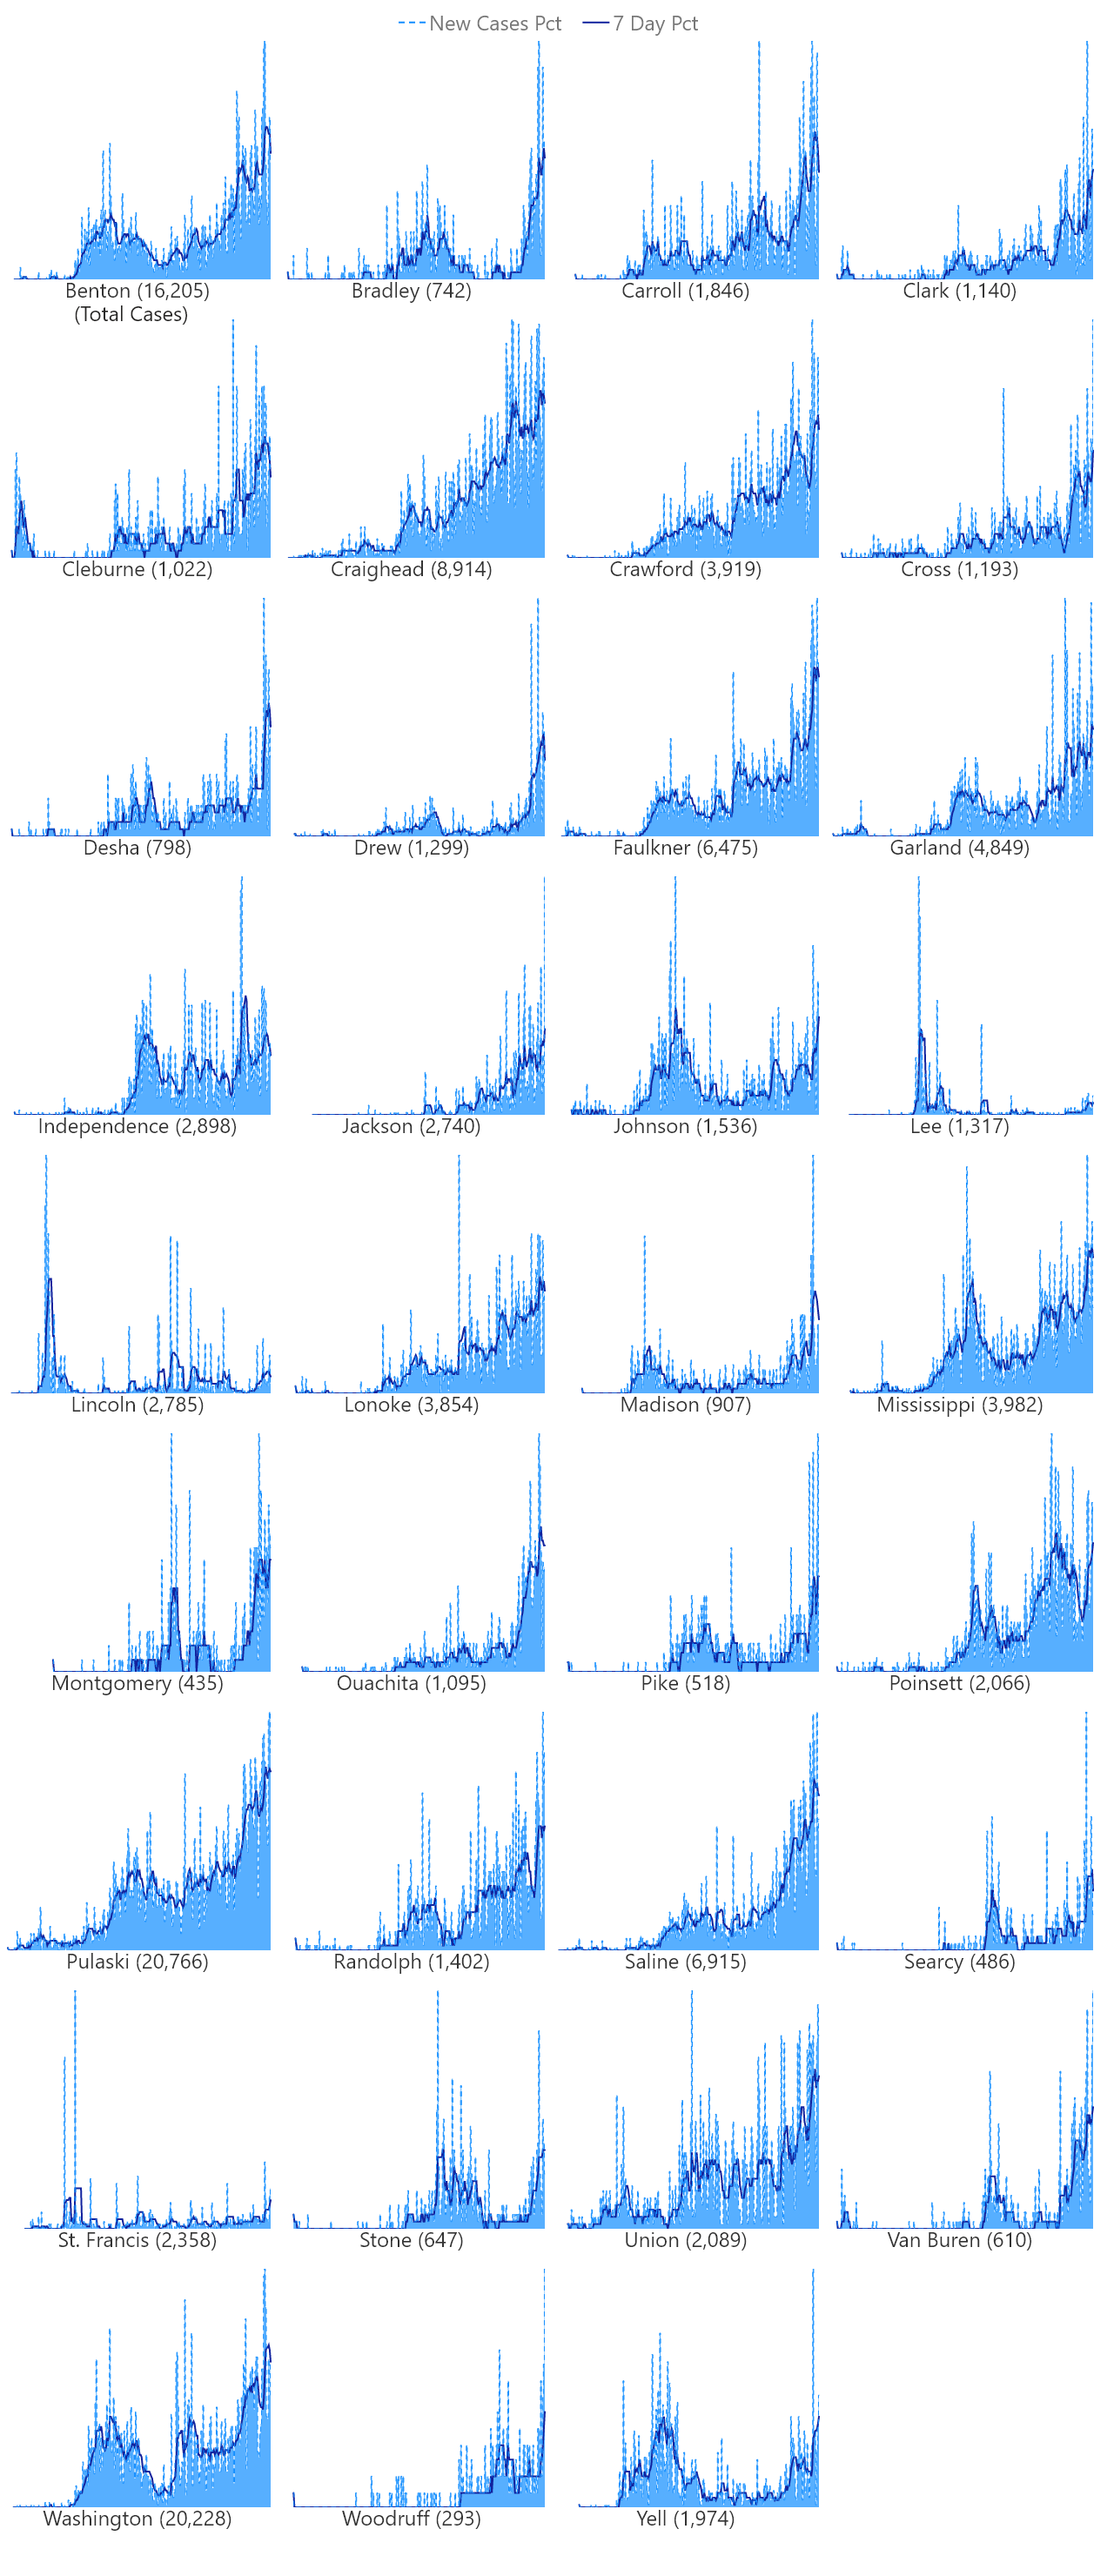 New Cases Pct 7 Day Pct
Benton (16,205) Bradley (742) Carroll (1,846) Clark (1,140)
(Total Cases)
Cleburne (1,022) Craighead (8,914) Crawford (3,919) Cross (1,193)
Desha (798) Drew (1,299) Faulkner (6,475) Garland (4,849)
Independence (2,898) Jackson (2,740) Johnson (1,536) Lee (1,317)
Lincoln (2,785) Lonoke (3,854) Madison (907) Mississippi (3,982)
Montgomery (435) Ouachita (1,095) Pike (518) Poinsett (2,066)
Pulaski (20,766) Randolph (1,402) Saline (6,915) Searcy (486)
St. Francis (2,358) Stone (647) Union (2,089) Van Buren (610)
Washington (20,228) Woodruff (293) Yell (1,974)